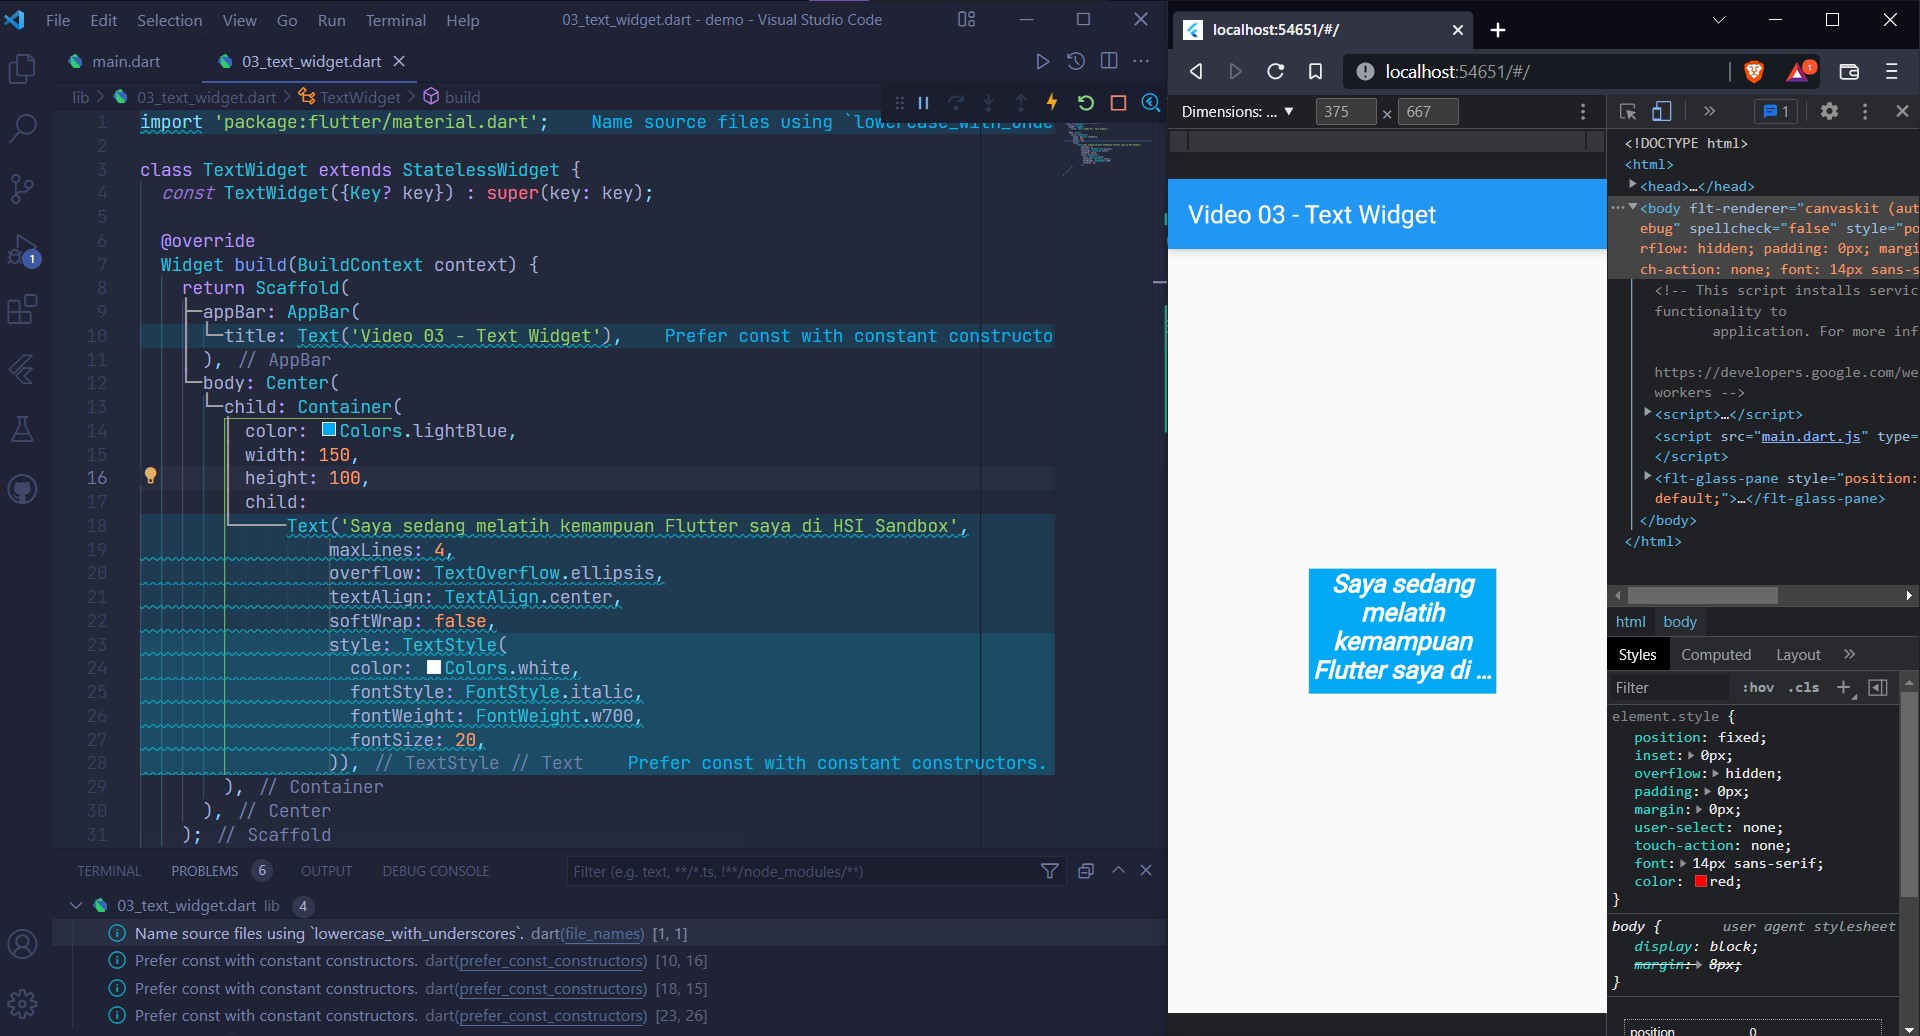 File Edit Selection View Go Run Terminal Help 03_text_widget.dart - demo - Visual Studio Code
main.dart 03_text_widget.dart
lib > 03_text_widget.dart > TextWidget > build
1 import 'package:flutter/material.dart'; Name source files using `lowercase_with_unde
2
3 class TextWidget extends StatelessWidget {
4 const TextWidget({Key? key}) : super(key: key);
5
6 @override
7 Widget build(BuildContext context) {
8 return Scaffold(
9 appBar: AppBar(
10 title: Text('Video 03 - Text Widget'), Prefer const with constant constructo
11 ), // AppBar
12 body: Center(
13 child: Container(
14 color: Colors.lightBlue,
15 width: 150,
16 height: 100,
17 child:
18 Text('Saya sedang melatih kemampuan Flutter saya di HSI Sandbox',
19 maxLines: 4,
20 overflow: TextOverflow.ellipsis,
21 textAlign: TextAlign.center,
22 softWrap: false,
23 style: TextStyle(
24 color: Colors.white,
25 fontStyle: FontStyle.italic,
26 fontWeight: FontWeight.w700,
27 fontSize: 20,
28 )), // TextStyle // Text Prefer const with constant constructors.
29 ), // Container
30 ), // Center
31 ); // Scaffold
1
TERMINAL PROBLEMS 6 OUTPUT DEBUG CONSOLE Filter (e.g. text, **/*.ts, !**/node_modules/**)
03_text_widget.dart lib 4
Name source files using `lowercase_with_underscores`. dart(file_names) [1, 1]
Prefer const with constant constructors. dart(prefer_const_constructors) [10, 16]
Prefer const with constant constructors. dart(prefer_const_constructors) [18, 15]
Prefer const with constant constructors. dart(prefer_const_constructors) [23, 26]
localhost:54651/#/
localhost:54651/#/ 1
Dimensions: ... 375 × 667 1
Video 03 - Text Widget
Saya sedang
melatih
kemampuan
Flutter saya di ...
<!DOCTYPE html>
<html>
<head>…</head>
<body flt-renderer="canvaskit (aut
ebug" spellcheck="false" style="po
rflow: hidden; padding: 0px; margi
ch-action: none; font: 14px sans-s
<!-- This script installs servic
functionality to
application. For more inf
https://developers.google.com/we
workers -->
<script>…</script>
<script src="main.dart.js" type=
</script>
<flt-glass-pane style="position:
default;">…</flt-glass-pane>
</body>
</html>
html body
Styles Computed Layout »
Filter :hov .cls +
element.style {
position: fixed;
inset: 0px;
overflow: hidden;
padding: 0px;
margin: 0px;
user-select: none;
touch-action: none;
font: 14px sans-serif;
color: red;
}
body { user agent stylesheet
display: block;
margin: 8px;
}
position 0